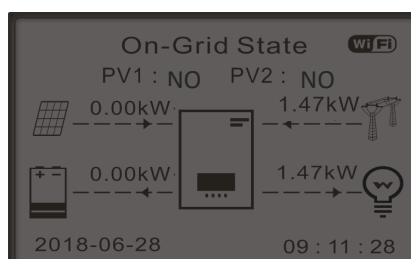 On-Grid State WiFi
PV1 : NO PV2 : NO
0.00kW 1.47kW
0.00kW 1.47kW
2018-06-28 09 : 11 : 28